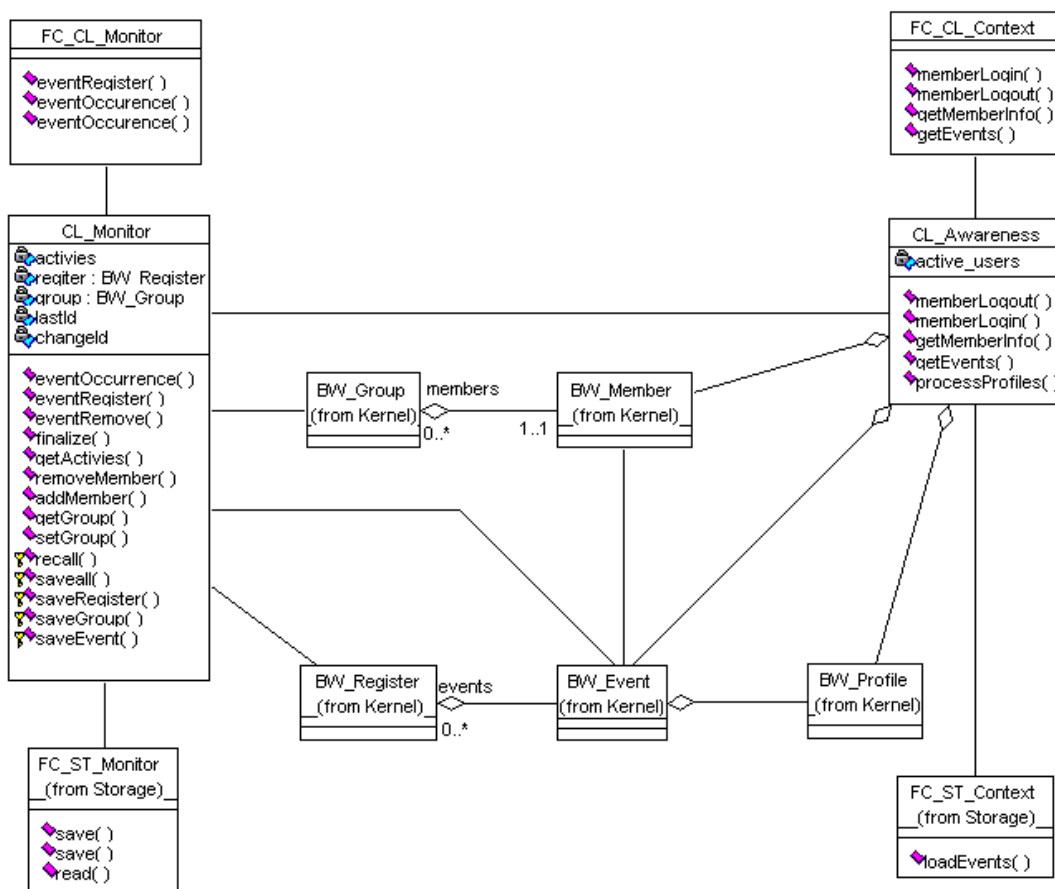 FC_CL_Monitor
eventRegister( )
eventOccurence( )
eventOccurence( )
FC_CL_Context
memberLogin( )
memberLogout( )
getMemberInfo( )
getEvents( )
CL_Monitor
activies
regiter : BW_Register
group : BW_Group
lastId
changeId
eventOccurrence( )
eventRegister( )
eventRemove( )
finalize( )
getActivies( )
removeMember( )
addMember( )
getGroup( )
setGroup( )
recall( )
saveall( )
saveRegister( )
saveGroup( )
saveEvent( )
CL_Awareness
active_users
memberLogout( )
memberLogin( )
getMemberInfo( )
getEvents( )
processProfiles( )
BW_Group
(from Kernel)
members
0..*
1..1
BW_Member
(from Kernel)
BW_Register
(from Kernel)
events
0..*
BW_Event
(from Kernel)
BW_Profile
(from Kernel)
FC_ST_Monitor
(from Storage)
save( )
save( )
read( )
FC_ST_Context
(from Storage)
loadEvents( )